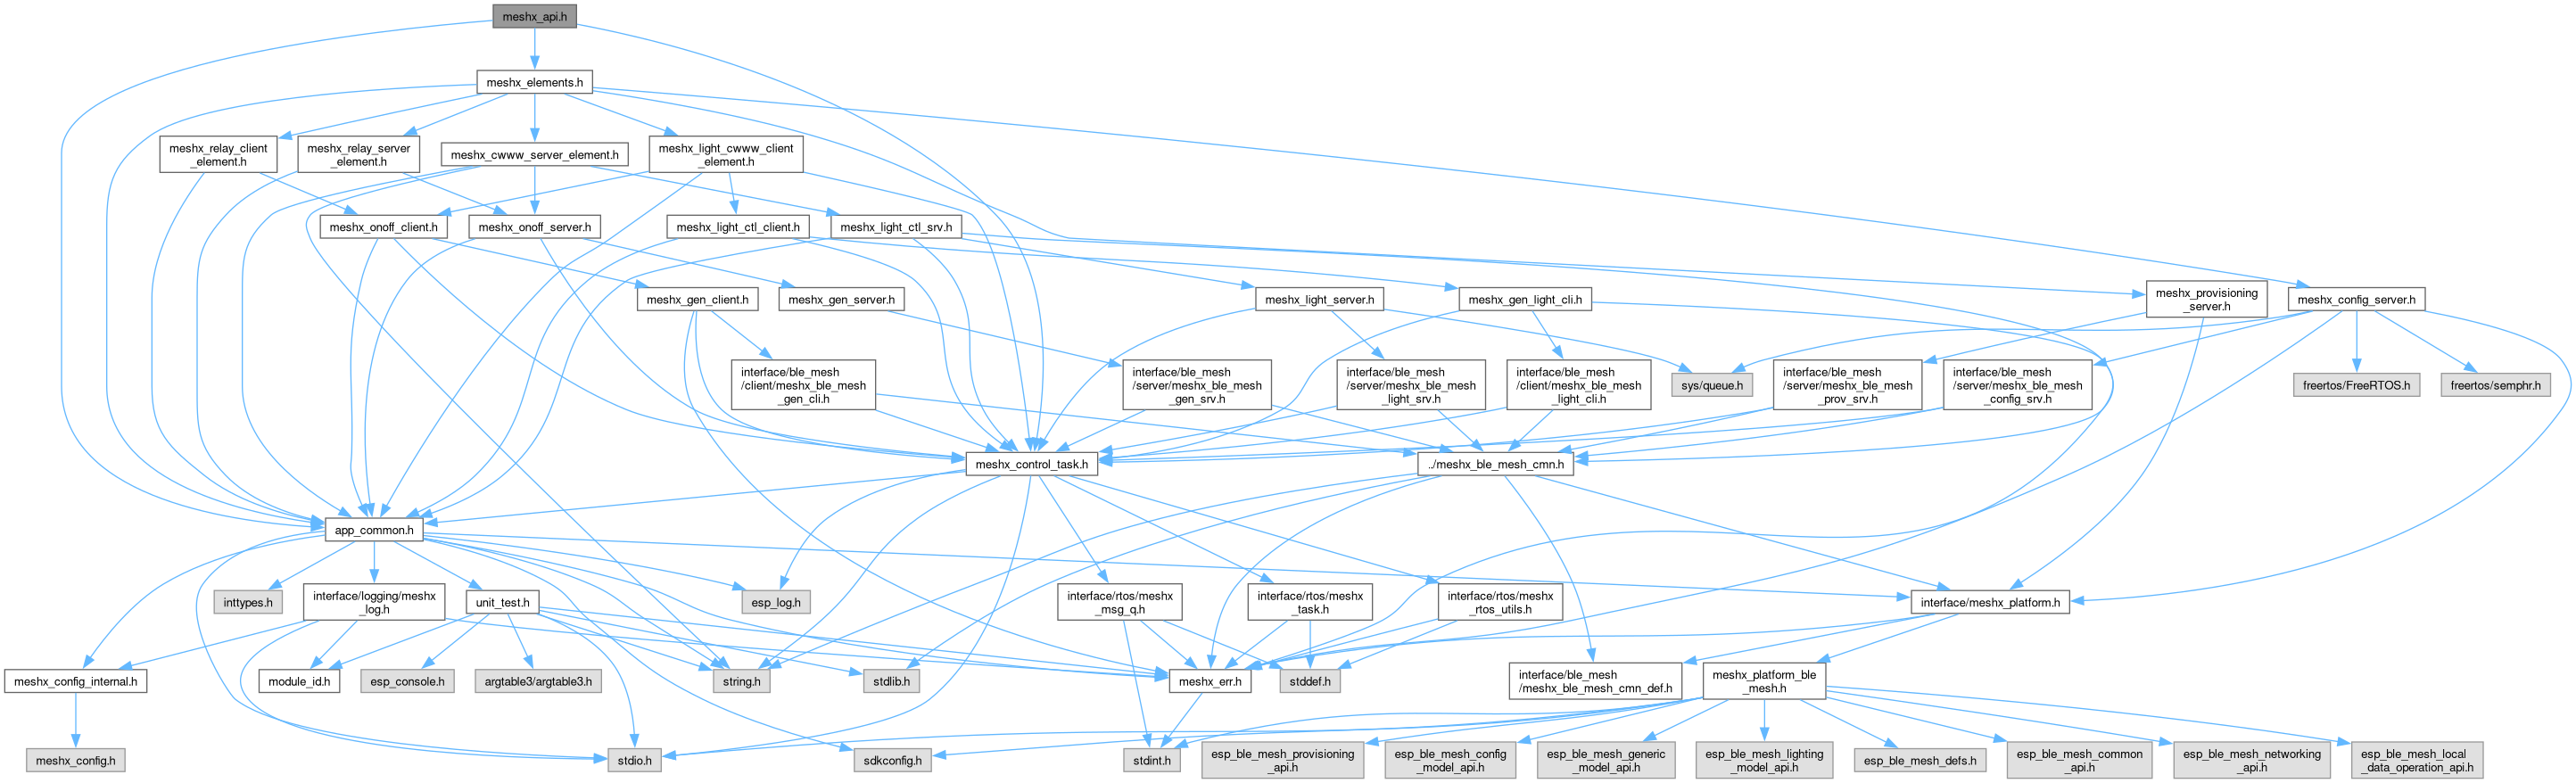 meshx_api.h
meshx_elements.h
meshx_relay_client
_element.h
meshx_relay_server
_element.h
meshx_cwww_server_element.h
meshx_light_cwww_client
_element.h
meshx_onoff_client.h
meshx_onoff_server.h
meshx_light_ctl_client.h
meshx_light_ctl_srv.h
meshx_gen_client.h
meshx_gen_server.h
meshx_light_server.h
meshx_gen_light_cli.h
meshx_provisioning
_server.h
meshx_config_server.h
interface/ble_mesh
/client/meshx_ble_mesh
_gen_cli.h
interface/ble_mesh
/server/meshx_ble_mesh
_gen_srv.h
interface/ble_mesh
/server/meshx_ble_mesh
_light_srv.h
interface/ble_mesh
/client/meshx_ble_mesh
_light_cli.h
sys/queue.h
interface/ble_mesh
/server/meshx_ble_mesh
_prov_srv.h
interface/ble_mesh
/server/meshx_ble_mesh
_config_srv.h
freertos/FreeRTOS.h
freertos/semphr.h
meshx_control_task.h
../meshx_ble_mesh_cmn.h
app_common.h
inttypes.h
interface/logging/meshx
_log.h
unit_test.h
esp_log.h
interface/rtos/meshx
_msg_q.h
interface/rtos/meshx
_task.h
interface/rtos/meshx
_rtos_utils.h
interface/meshx_platform.h
meshx_config_internal.h
module_id.h
esp_console.h
argtable3/argtable3.h
string.h
stdlib.h
meshx_err.h
stddef.h
interface/ble_mesh
/meshx_ble_mesh_cmn_def.h
meshx_platform_ble
_mesh.h
meshx_config.h
stdio.h
sdkconfig.h
stdint.h
esp_ble_mesh_provisioning
_api.h
esp_ble_mesh_config
_model_api.h
esp_ble_mesh_generic
_model_api.h
esp_ble_mesh_lighting
_model_api.h
esp_ble_mesh_defs.h
esp_ble_mesh_common
_api.h
esp_ble_mesh_networking
_api.h
esp_ble_mesh_local
_data_operation_api.h